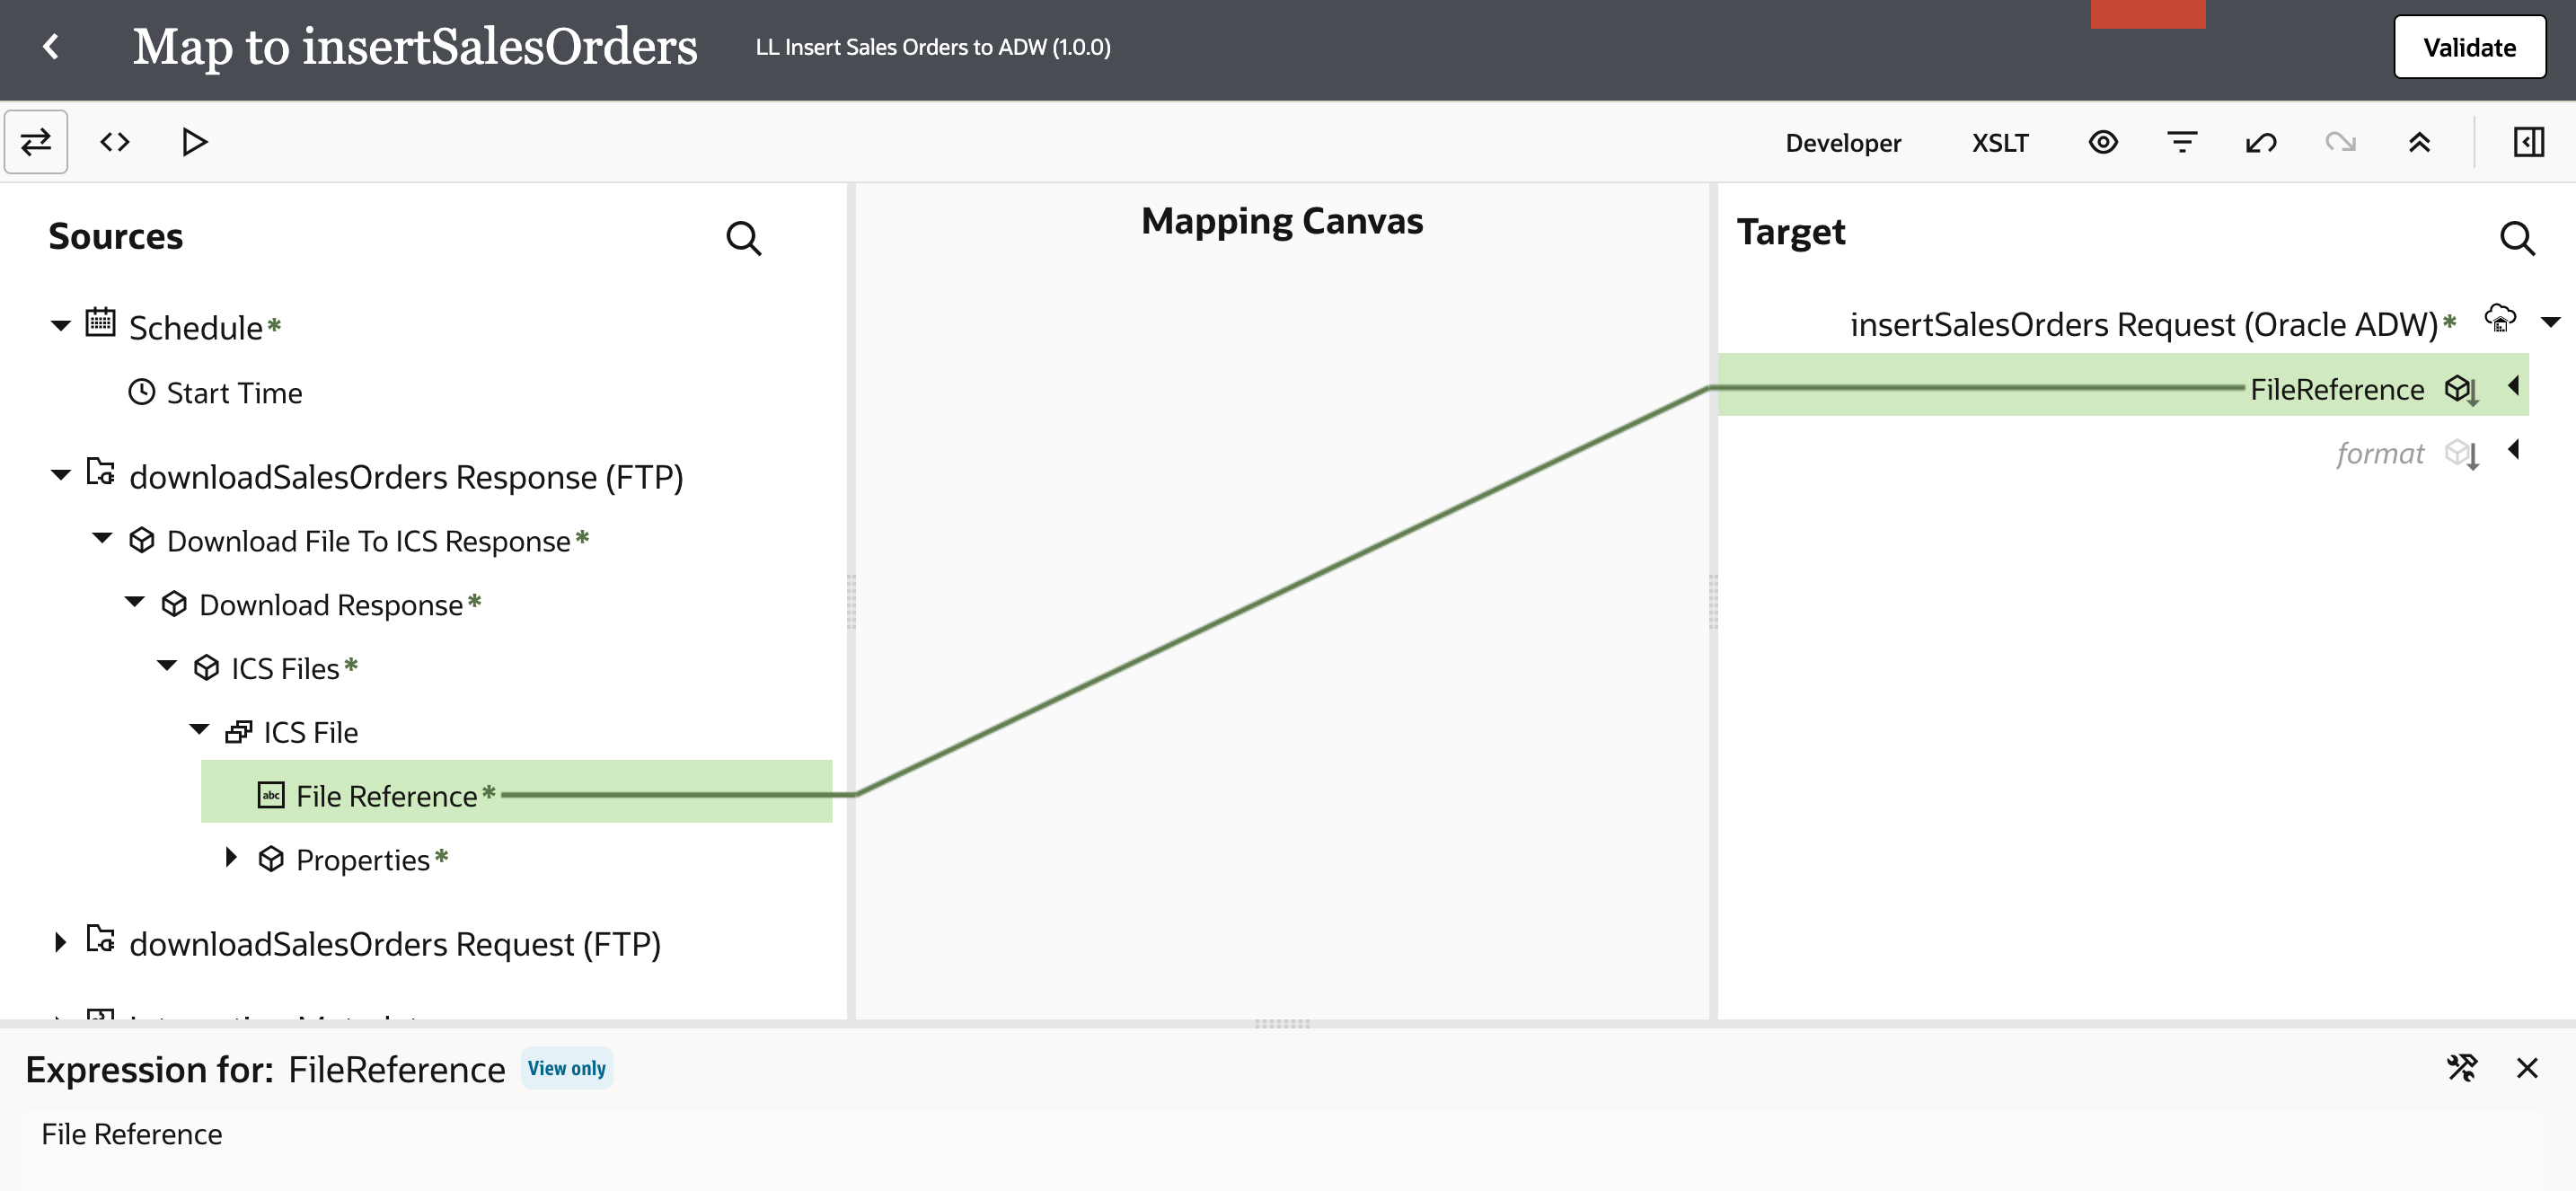 Map to insertSalesOrders
LL Insert Sales Orders to ADW (1.0.0)
Validate
Developer
XSLT
Sources
Mapping Canvas
Target
Schedule*
Start Time
downloadSalesOrders Response (FTP)
Download File To ICS Response*
Download Response*
ICS Files*
ICS File
abc File Reference*
Properties*
downloadSalesOrders Request (FTP)
insertSalesOrders Request (Oracle ADW)*
FileReference
format
Expression for: FileReference View only
File Reference